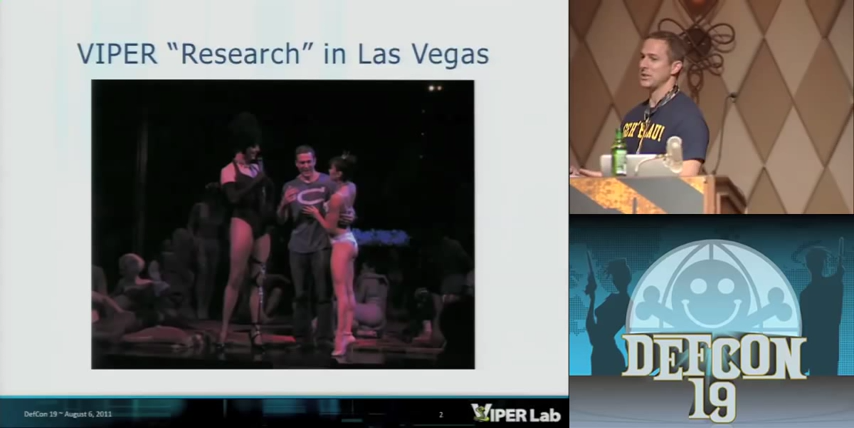 VIPER “Research” in Las Vegas
C
DefCon 19 ~ August 6, 2011
2
VIPER Lab
DEFCON
19